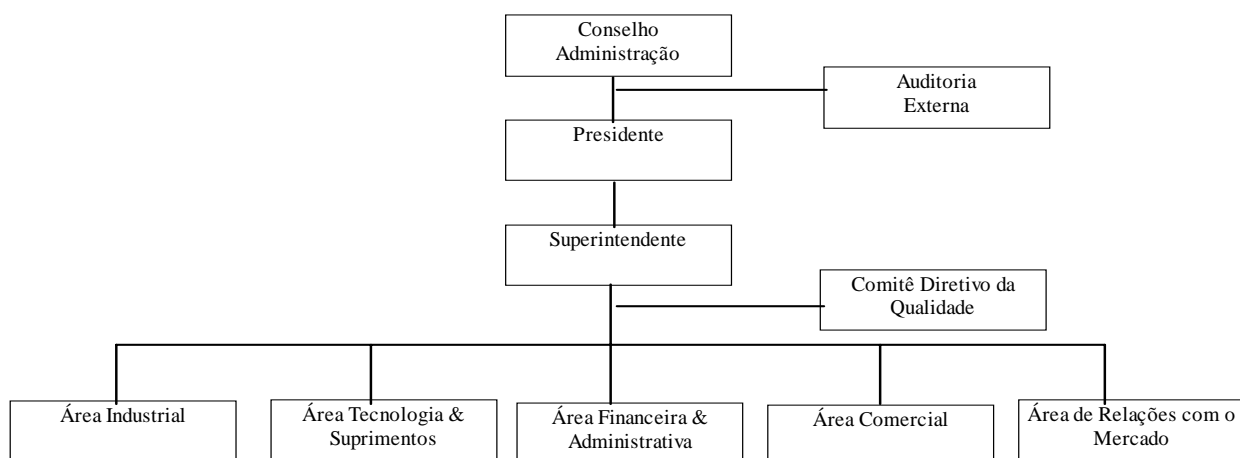 Conselho
Administração
Auditoria
Externa
Presidente
Superintendente
Comitê Diretivo da
Qualidade
Área Industrial
Área Tecnologia &
Suprimentos
Área Financeira &
Administrativa
Área Comercial
Área de Relações com o
Mercado